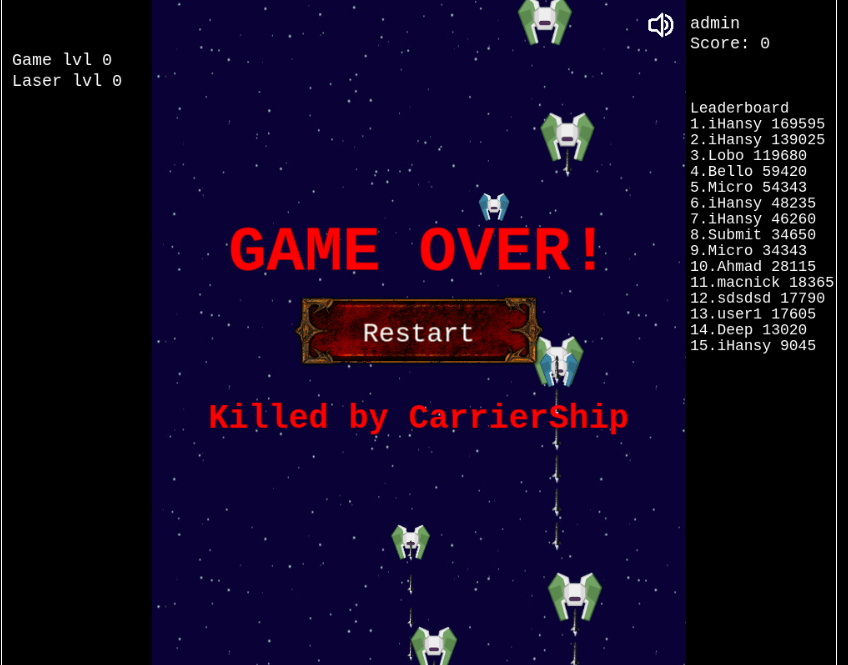 Game lvl 0
Laser lvl 0
GAME OVER!
Restart
Killed by CarrierShip
admin
Score: 0
Leaderboard
1.iHansy 169595
2.iHansy 139025
3.Lobo 119680
4.Bello 59420
5.Micro 54343
6.iHansy 48235
7.iHansy 46260
8.Submit 34650
9.Micro 34343
10.Ahmad 28115
11.macnick 18365
12.sdsdsd 17790
13.user1 17605
14.Deep 13020
15.iHansy 9045